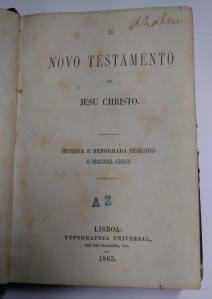 O
NOVO TESTAMENTO
DE
JESU CHRISTO.
REVISTA E REFORMADA SEGUNDO
O ORIGINAL GREGO.
A Z
LISBOA:
TYPOGRAPHIA UNIVERSAL,
1865.